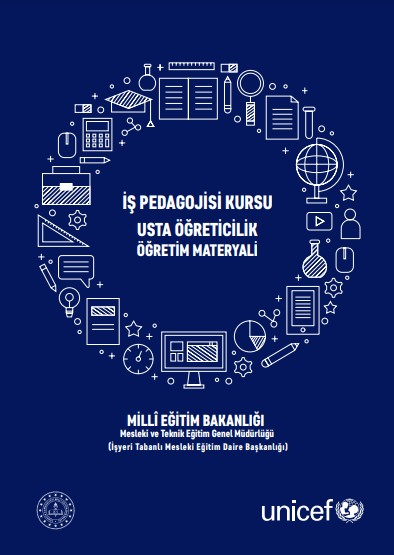 İŞ PEDAGOJİSİ KURSU
USTA ÖĞRETİCİLİK
ÖĞRETİM MATERYALİ
MİLLÎ EĞİTİM BAKANLIĞI
Mesleki ve Teknik Eğitim Genel Müdürlüğü
(İşyeri Tabanlı Mesleki Eğitim Daire Başkanlığı)
unicef